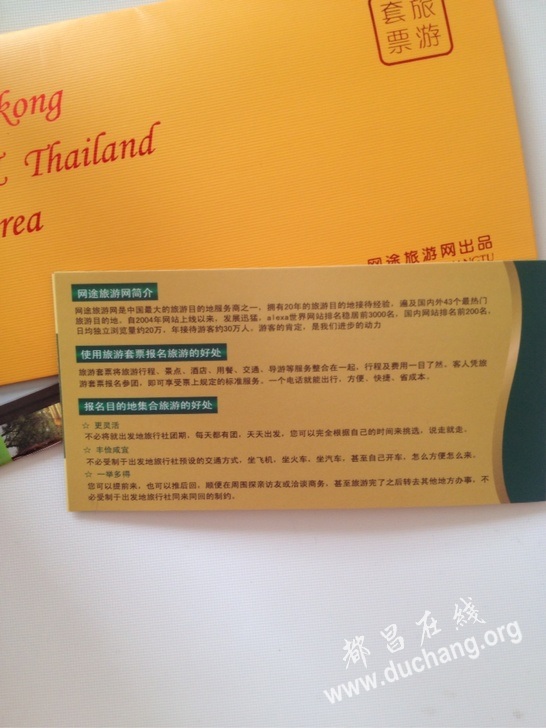 旅游
套票
kong
Thailand
rea
网途旅游网出品
网途旅游网简介
网途旅游网是中国最大的旅游目的地服务商之一，拥有20年的旅游目的地接待经验，遍及国内外43个最热门
旅游目的地。自2004年网站上线以来，发展迅猛，alexa世界网站排名稳居前3000名，国内网站排名前200名，
日均独立浏览量约20万，年接待游客约30万人，游客的肯定，是我们进步的动力
使用旅游套票报名旅游的好处
旅游套票将旅游行程、景点、酒店、用餐、交通、导游等服务整合在一起，行程及费用一目了然。客人凭旅
游套票报名参团，即可享受票上规定的标准服务，一个电话就能出行，方便、快捷、省成本。
报名目的地集合旅游的好处
☆ 更灵活
不必将就出发地旅行社团期，每天都有团，天天出发，您可以完全根据自己的时间来挑选，说走就走。
☆ 丰俭咸宜
不必受制于出发地旅行社预设的交通方式，坐飞机，坐火车，坐汽车，甚至自己开车，怎么方便怎么来。
☆ 一举多得
您可以提前来，也可以推后回，顺便在周围探亲访友或洽谈商务，甚至旅游完了之后转去其他地方办事，不
必受制于出发地旅行社同来同回的制约。
都昌在线
www.duchang.org